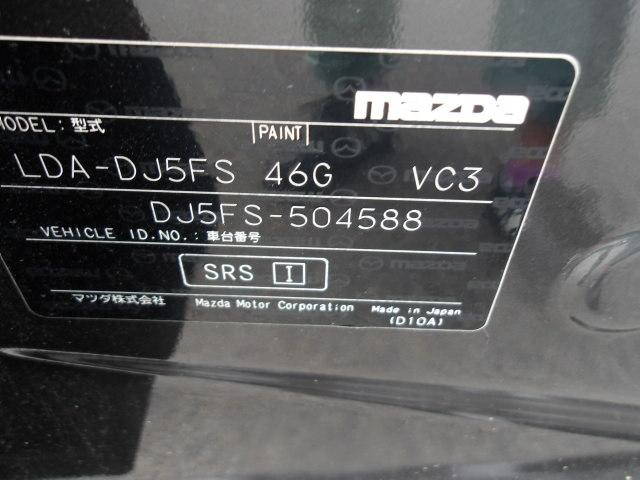 mazda
MODEL: 型式 PAINT
LDA-DJ5FS 46G VC3
DJ5FS-504588
VEHICLE ID.NO.: 車台番号
SRS I
マツダ株式会社 Mazda Motor Corporation Made in Japan
(D10A)